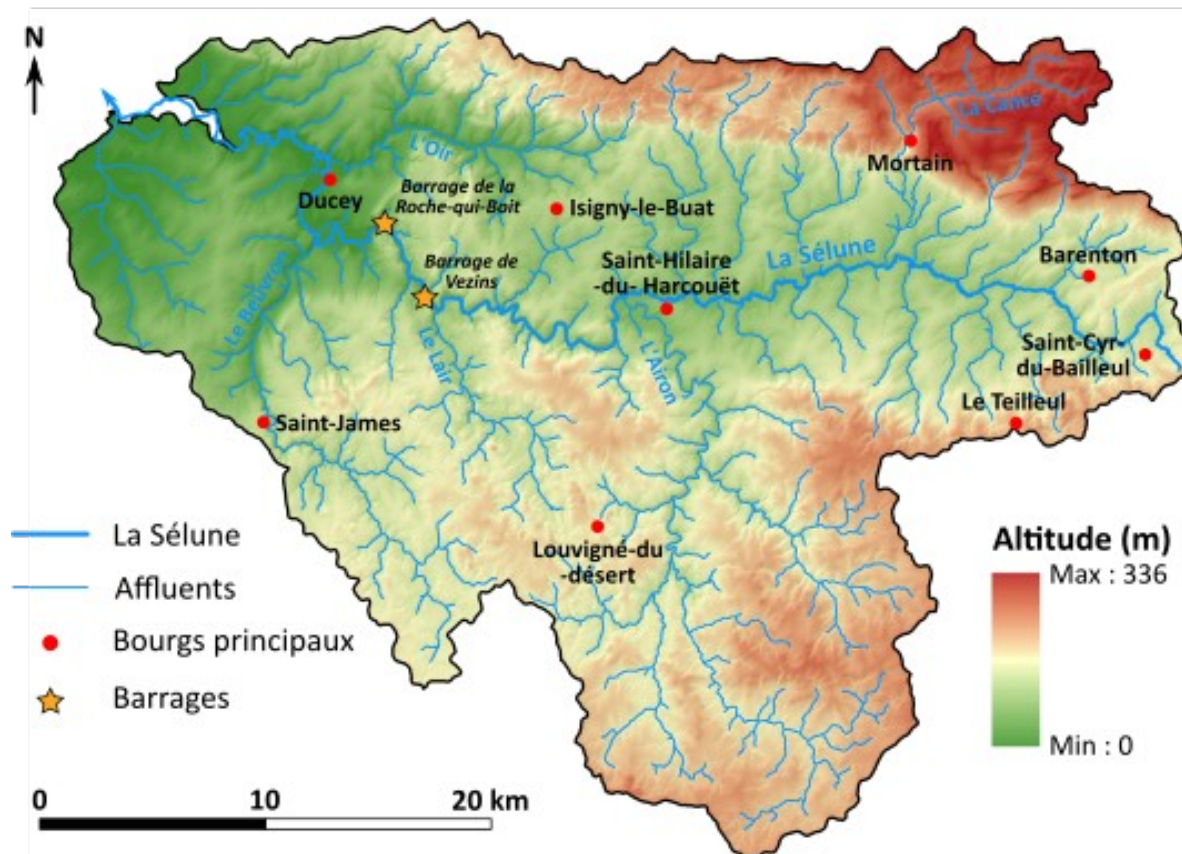 N
La Cance
L'Oir
Mortain
Ducey
Barrage de la
Roche-qui-Boit
Isigny-le-Buat
La Sélune
Barrage de
Vezins
Saint-Hilaire
-du- Harcouët
Barenton
Le Beuvron
Le Lair
L'Airon
Saint-Cyr
du-Bailleul
Le Teilleul
Saint-James
Louvigné-du
-désert
La Sélune
Affluents
Bourgs principaux
Barrages
Altitude (m)
Max : 336
Min : 0
0 10 20 km